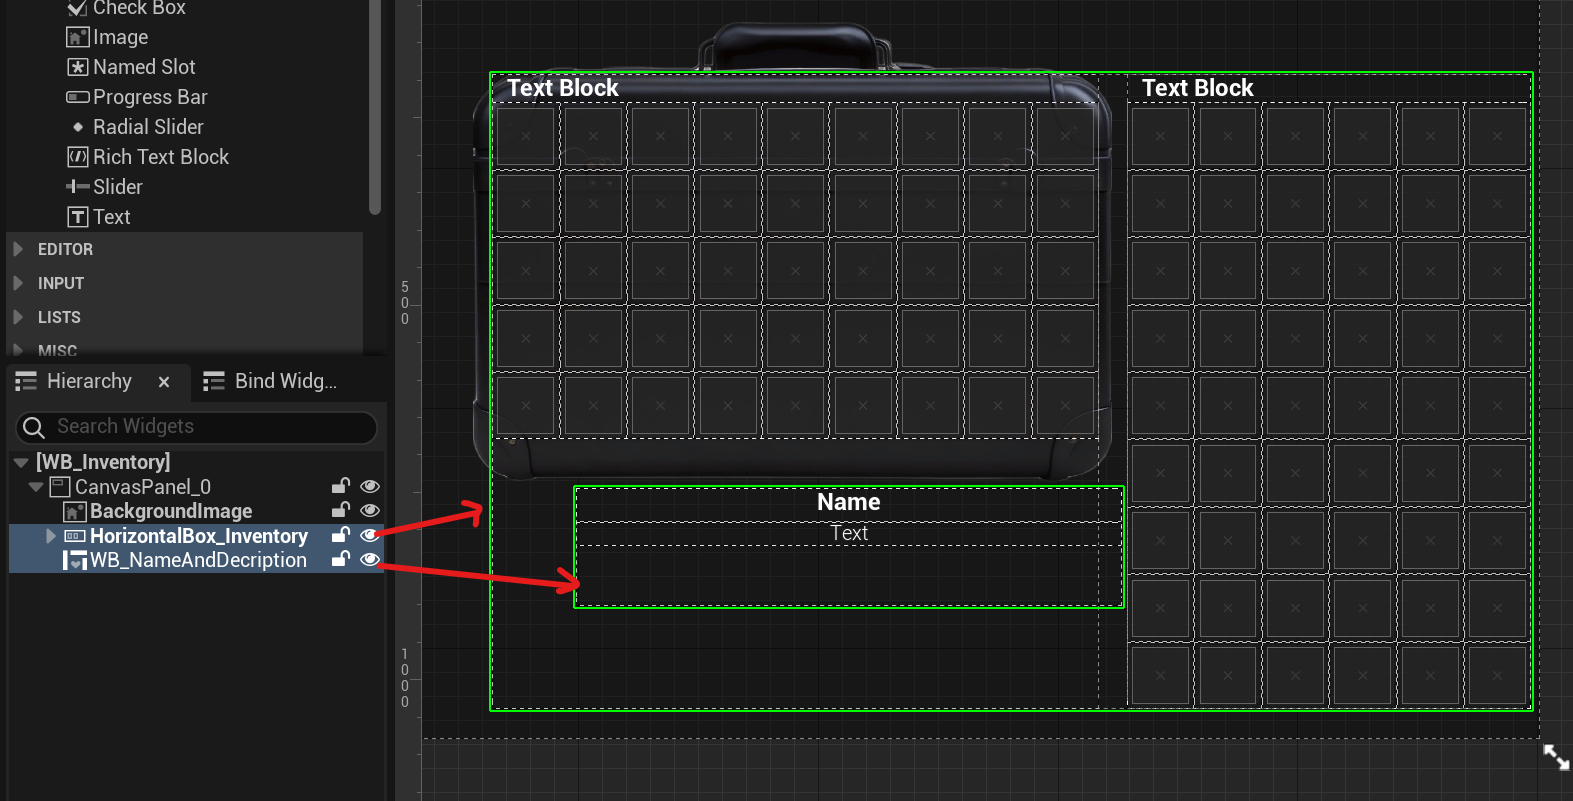 Check Box
Image
Named Slot
Progress Bar
Radial Slider
Rich Text Block
Slider
Text
EDITOR
INPUT
LISTS
MISC
Hierarchy
Bind Widg...
Search Widgets
[WB_Inventory]
CanvasPanel_0
BackgroundImage
HorizontalBox_Inventory
WB_NameAndDecription
500
1000
Text Block
Text Block
Name
Text